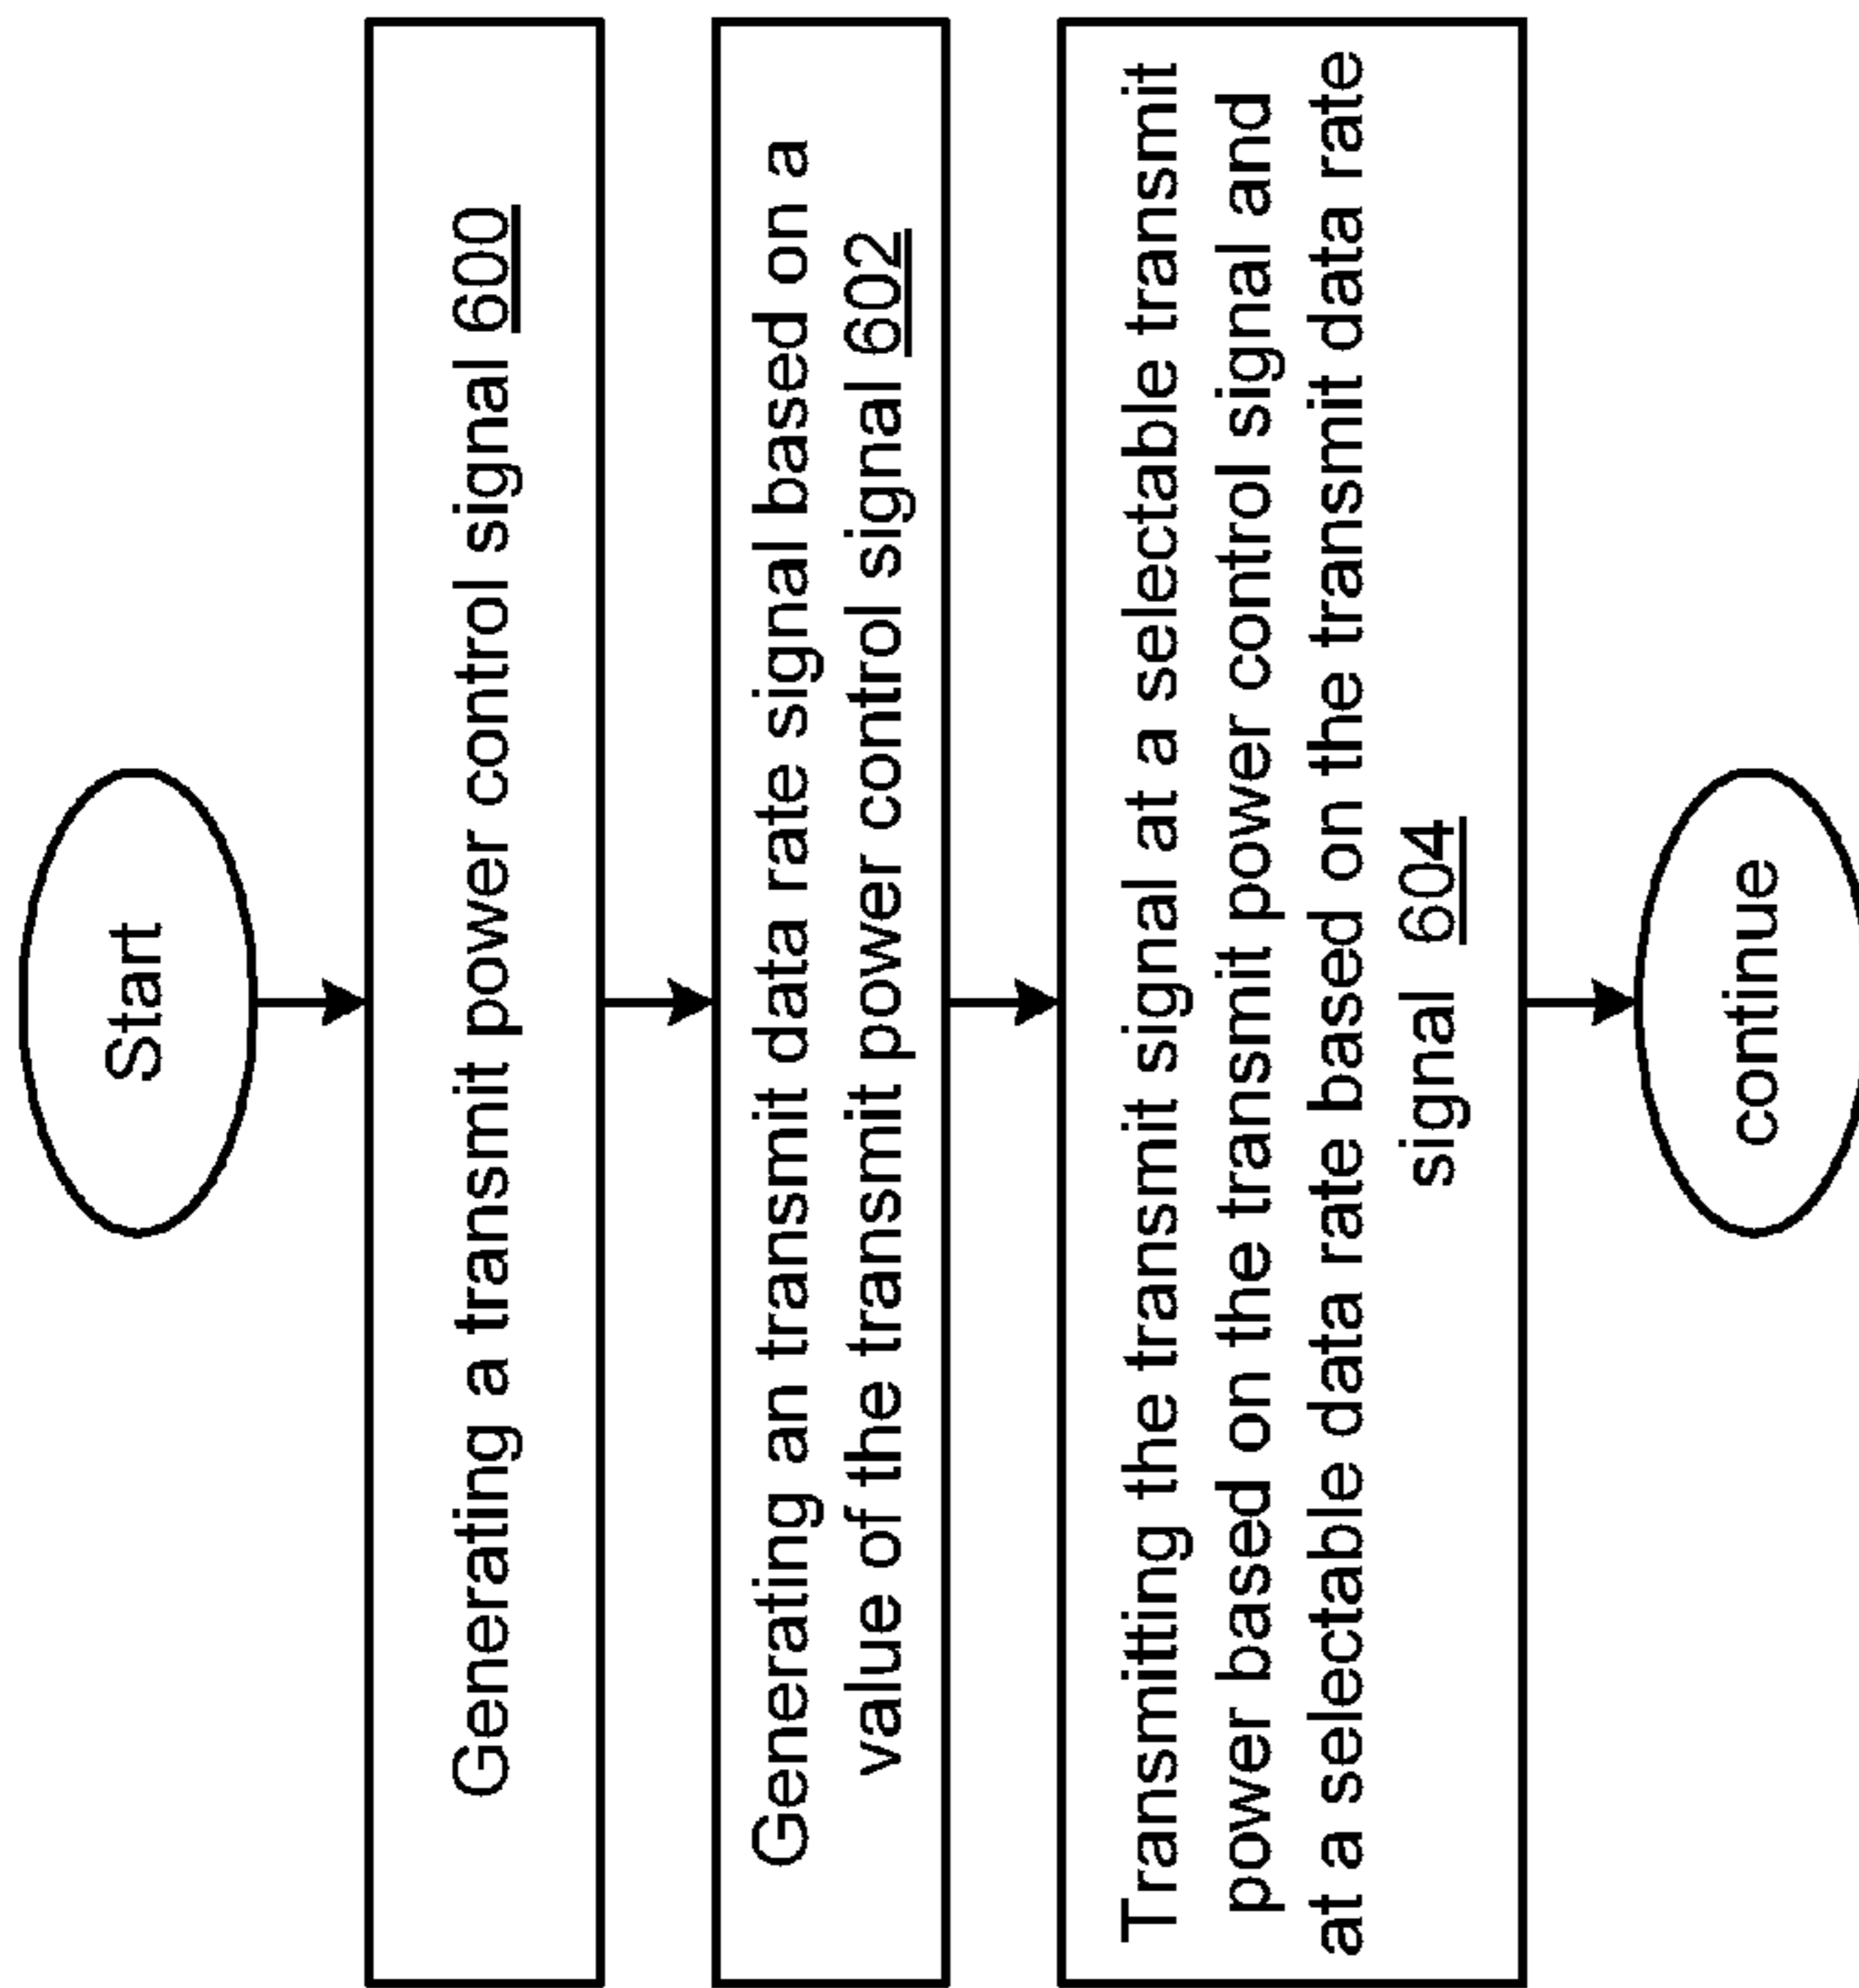 Start
Generating a transmit power control signal 600
Generating an transmit data rate signal based on a
value of the transmit power control signal 602
Transmitting the transmit signal at a selectable transmit
power based on the transmit power control signal and
at a selectable data rate based on the transmit data rate
signal 604
continue